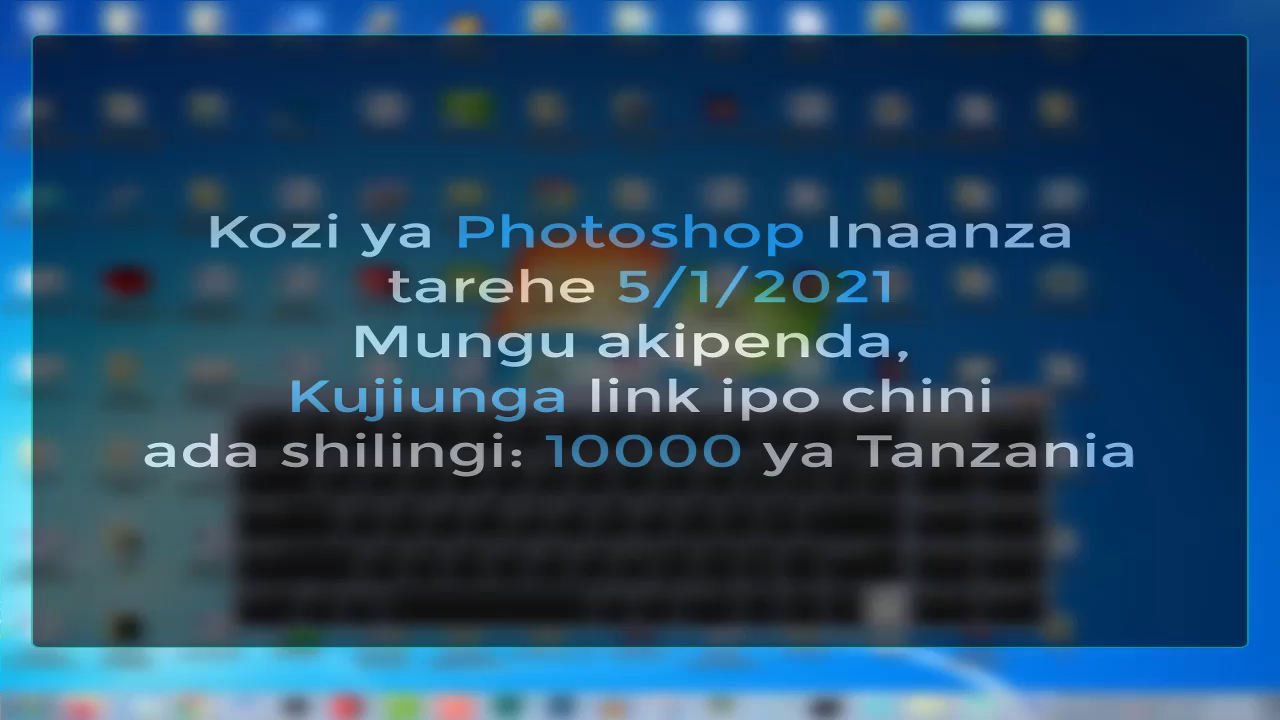 Kozi ya Photoshop Inaanza
tarehe 5/1/2021
Mungu akipenda,
Kujiunga link ipo chini
ada shilingi: 10000 ya Tanzania